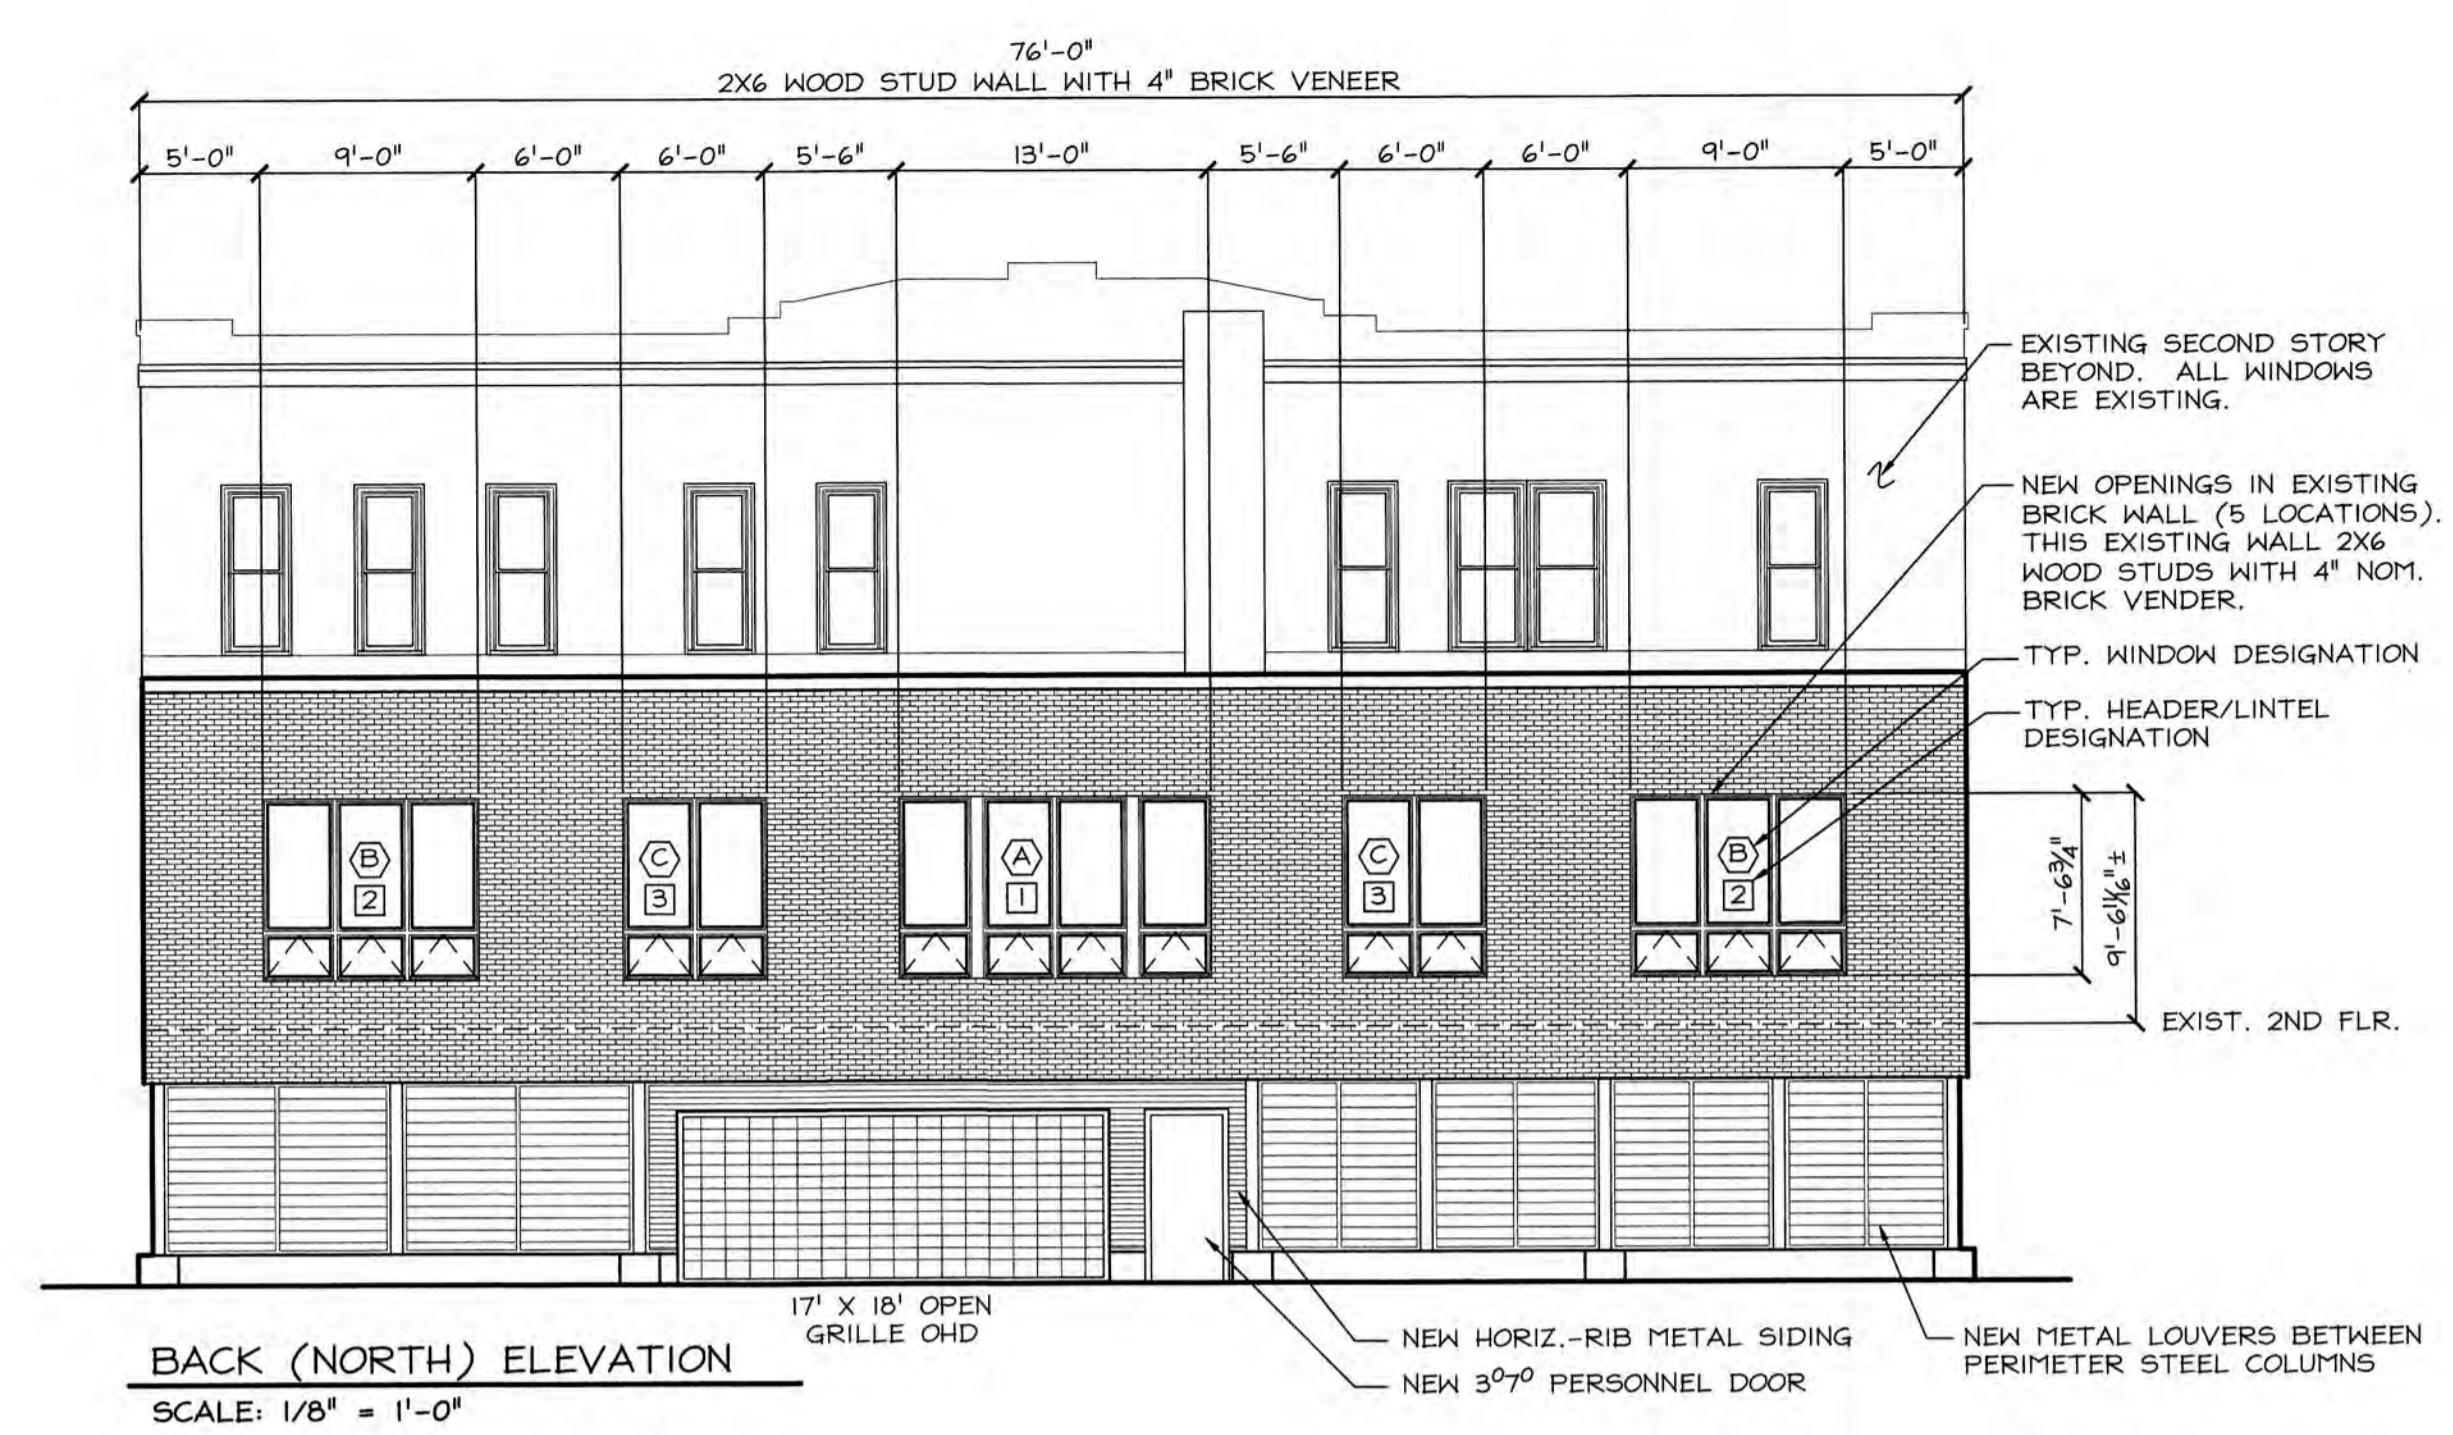 76'-0"
2X6 WOOD STUD WALL WITH 4" BRICK VENEER
5'-0" 9'-0" 6'-0" 6'-0" 5'-6" 13'-0" 5'-6" 6'-0" 6'-0" 9'-0" 5'-0"
EXISTING SECOND STORY
BEYOND. ALL WINDOWS
ARE EXISTING.
NEW OPENINGS IN EXISTING
BRICK WALL (5 LOCATIONS).
THIS EXISTING WALL 2X6
WOOD STUDS WITH 4" NOM.
BRICK VENDER.
TYP. WINDOW DESIGNATION
TYP. HEADER/LINTEL
DESIGNATION
B C A C B
2 3 1 3 2
7'-6 3/4"
9'-6 1/16" ±
EXIST. 2ND FLR.
17' X 18' OPEN
GRILLE OHD
NEW HORIZ.-RIB METAL SIDING
NEW 3⁰7⁰ PERSONNEL DOOR
NEW METAL LOUVERS BETWEEN
PERIMETER STEEL COLUMNS
BACK (NORTH) ELEVATION
SCALE: 1/8" = 1'-0"